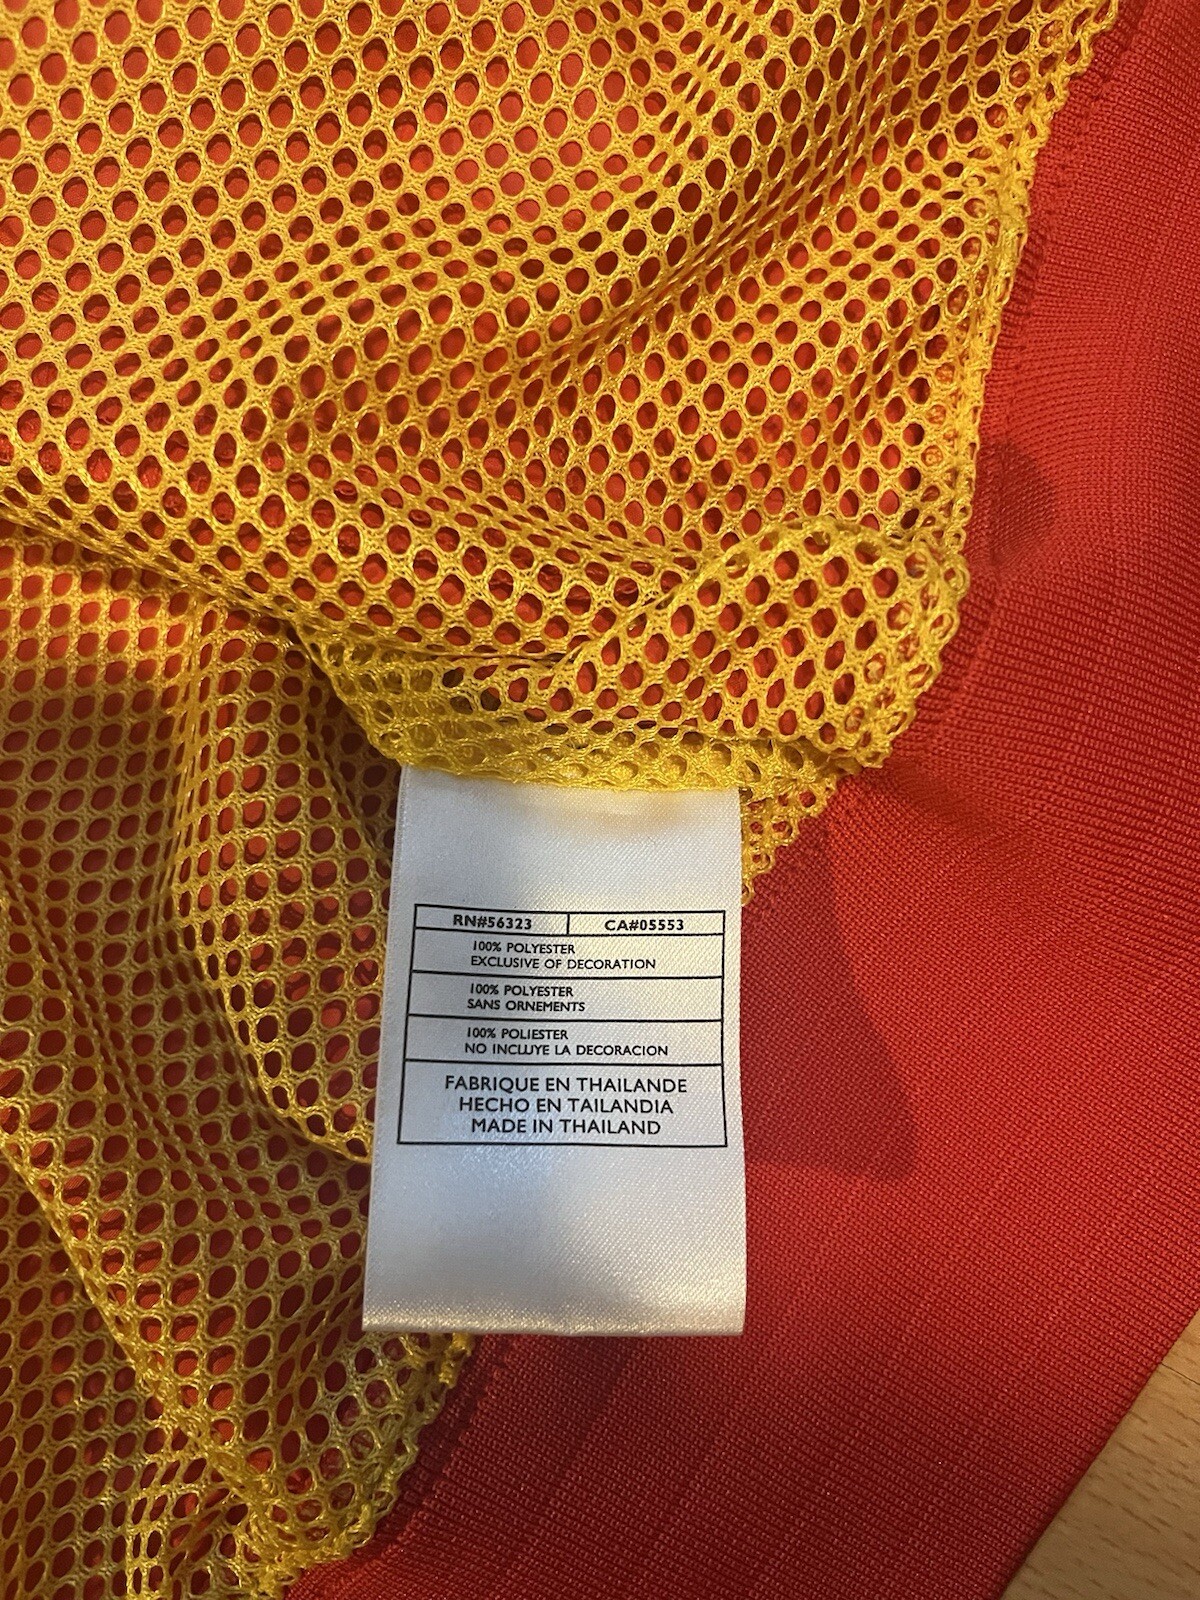 RN#56323 CA#05553
100% POLYESTER
EXCLUSIVE OF DECORATION
100% POLYESTER
SANS ORNEMENTS
100% POLIESTER
NO INCLUYE LA DECORACION
FABRIQUE EN THAILANDE
HECHO EN TAILANDIA
MADE IN THAILAND